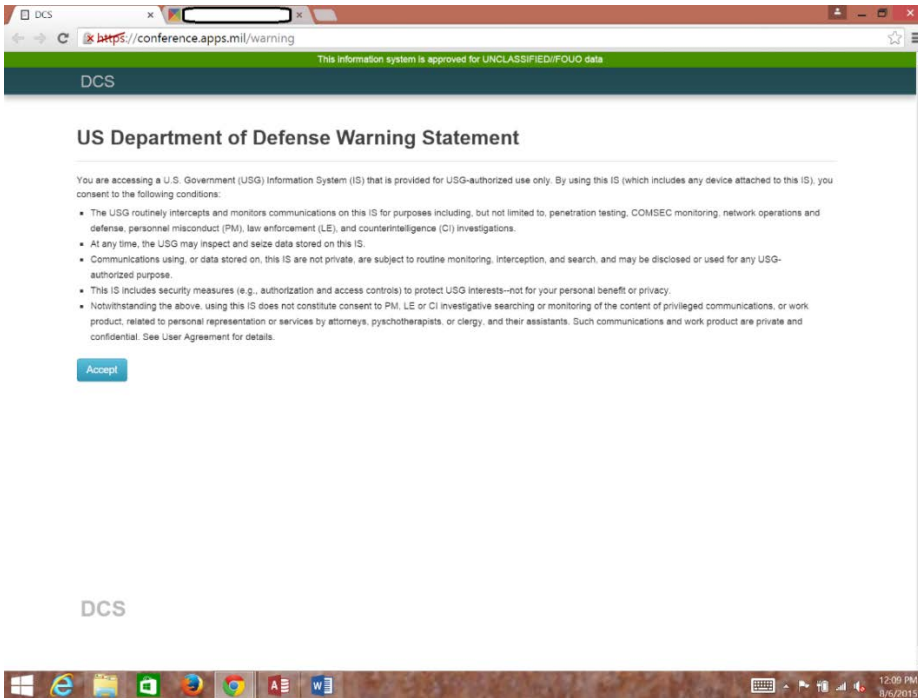 DCS
https://conference.apps.mil/warning
This information system is approved for UNCLASSIFIED//FOUO data
DCS
US Department of Defense Warning Statement
You are accessing a U.S. Government (USG) Information System (IS) that is provided for USG-authorized use only. By using this IS (which includes any device attached to this IS), you
consent to the following conditions:
▪ The USG routinely intercepts and monitors communications on this IS for purposes including, but not limited to, penetration testing, COMSEC monitoring, network operations and
defense, personnel misconduct (PM), law enforcement (LE), and counterintelligence (CI) investigations.
▪ At any time, the USG may inspect and seize data stored on this IS.
▪ Communications using, or data stored on, this IS are not private, are subject to routine monitoring, interception, and search, and may be disclosed or used for any USG-
authorized purpose.
▪ This IS includes security measures (e.g., authorization and access controls) to protect USG interests--not for your personal benefit or privacy.
▪ Notwithstanding the above, using this IS does not constitute consent to PM, LE or CI investigative searching or monitoring of the content of privileged communications, or work
product, related to personal representation or services by attorneys, pyschotherapists, or clergy, and their assistants. Such communications and work product are private and
confidential. See User Agreement for details.
Accept
DCS
12:09 PM
8/6/2015